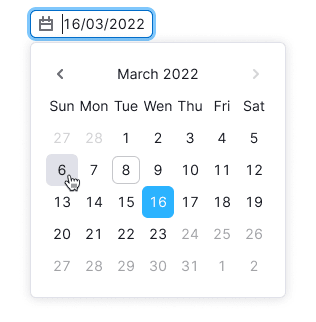 16/03/2022
March 2022
Sun Mon Tue Wen Thu Fri Sat
27 28 1 2 3 4 5
6 7 8 9 10 11 12
13 14 15 16 17 18 19
20 21 22 23 24 25 26
27 28 29 30 31 1 2